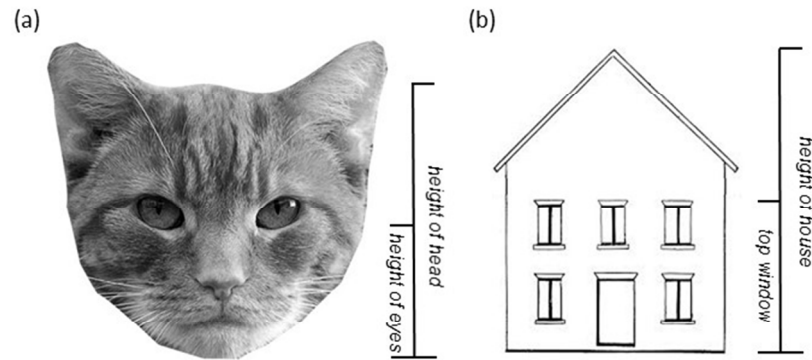 (a)
height of head
height of eyes
(b)
height of house
top window